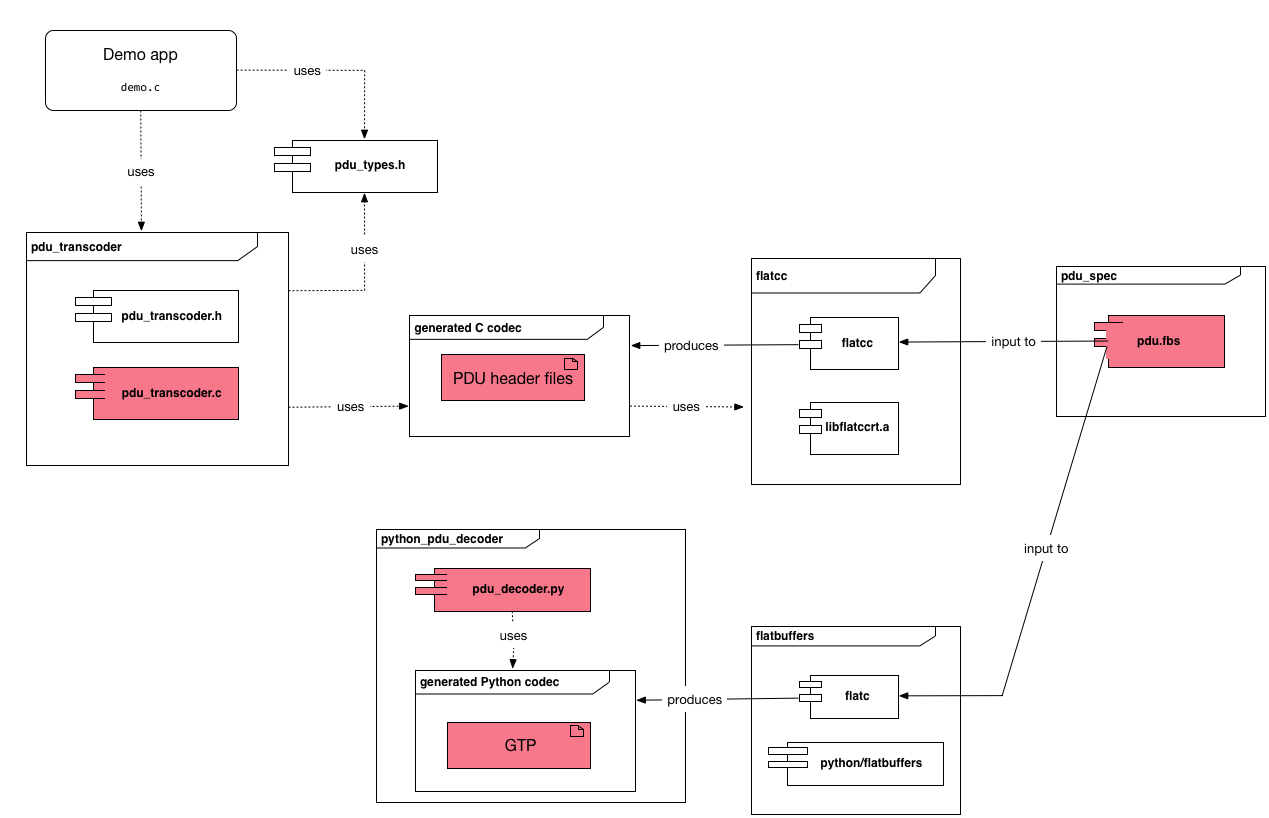 Demo app
demo.c
uses
uses
pdu_types.h
uses
pdu_transcoder
pdu_transcoder.h
pdu_transcoder.c
uses
generated C codec
PDU header files
produces
uses
flatcc
flatcc
libflatccrt.a
input to
pdu_spec
pdu.fbs
input to
python_pdu_decoder
pdu_decoder.py
uses
generated Python codec
GTP
produces
flatbuffers
flatc
python/flatbuffers